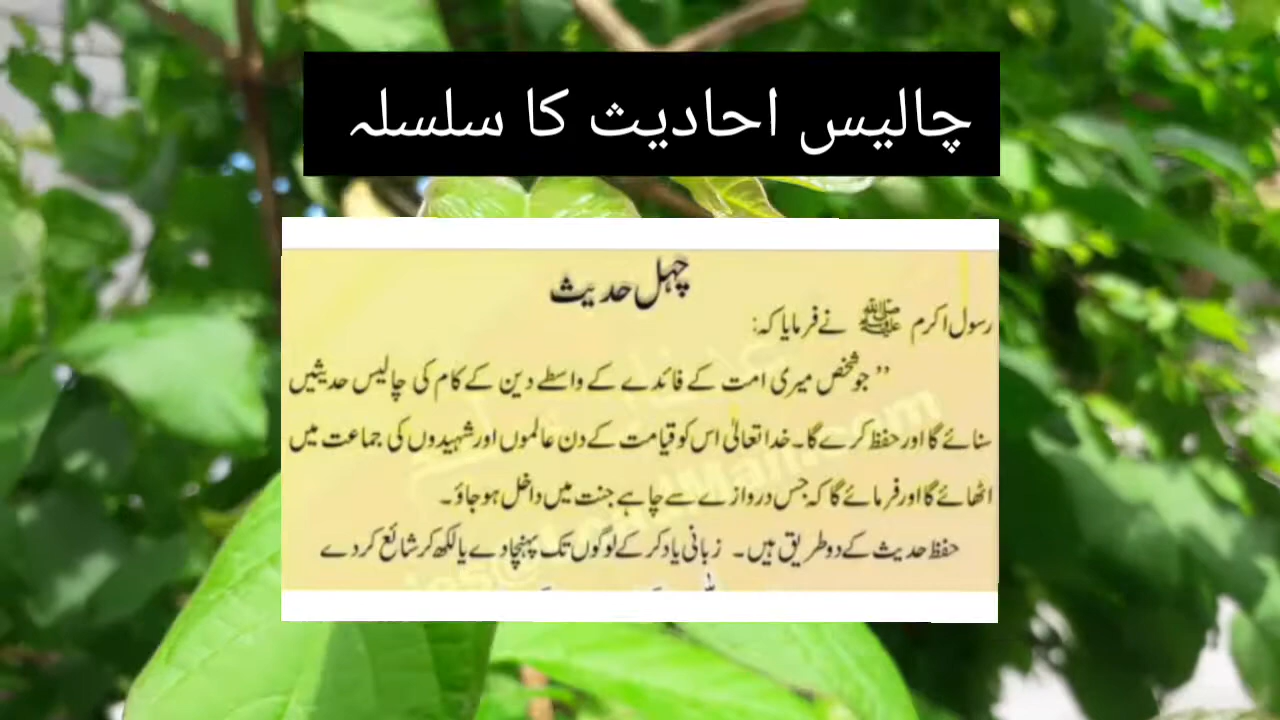 چالیس احادیث کا سلسلہ
چہل حدیث
رسول اکرم ﷺ نے فرمایا کہ:
”جو شخص میری امت کے فائدے کے واسطے دین کے کام کی چالیس حدیثیں
سنائے گا اور حفظ کرے گا۔ خدا تعالیٰ اس کو قیامت کے دن عالموں اور شہیدوں کی جماعت میں
اٹھائے گا اور فرمائے گا کہ جس دروازے سے چاہے جنت میں داخل ہو جاؤ۔
حفظ حدیث کے دو طریق ہیں۔ زبانی یاد کر کے لوگوں تک پہنچا دے یا لکھ کر شائع کر دے